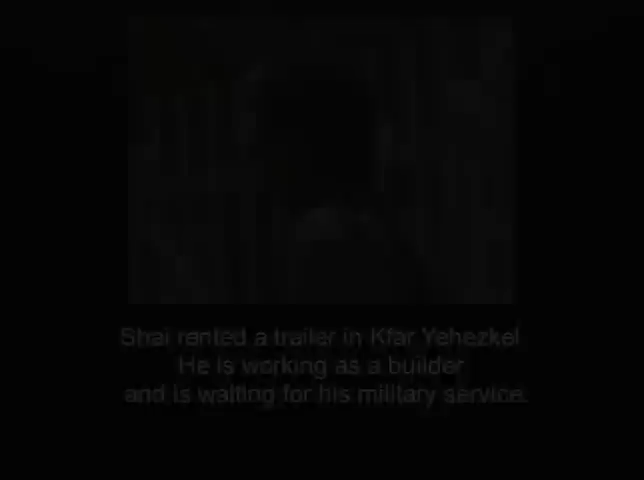 Shai rented a trailer in Kfar Yehezkel
He is working as a builder
and is waiting for his military service.